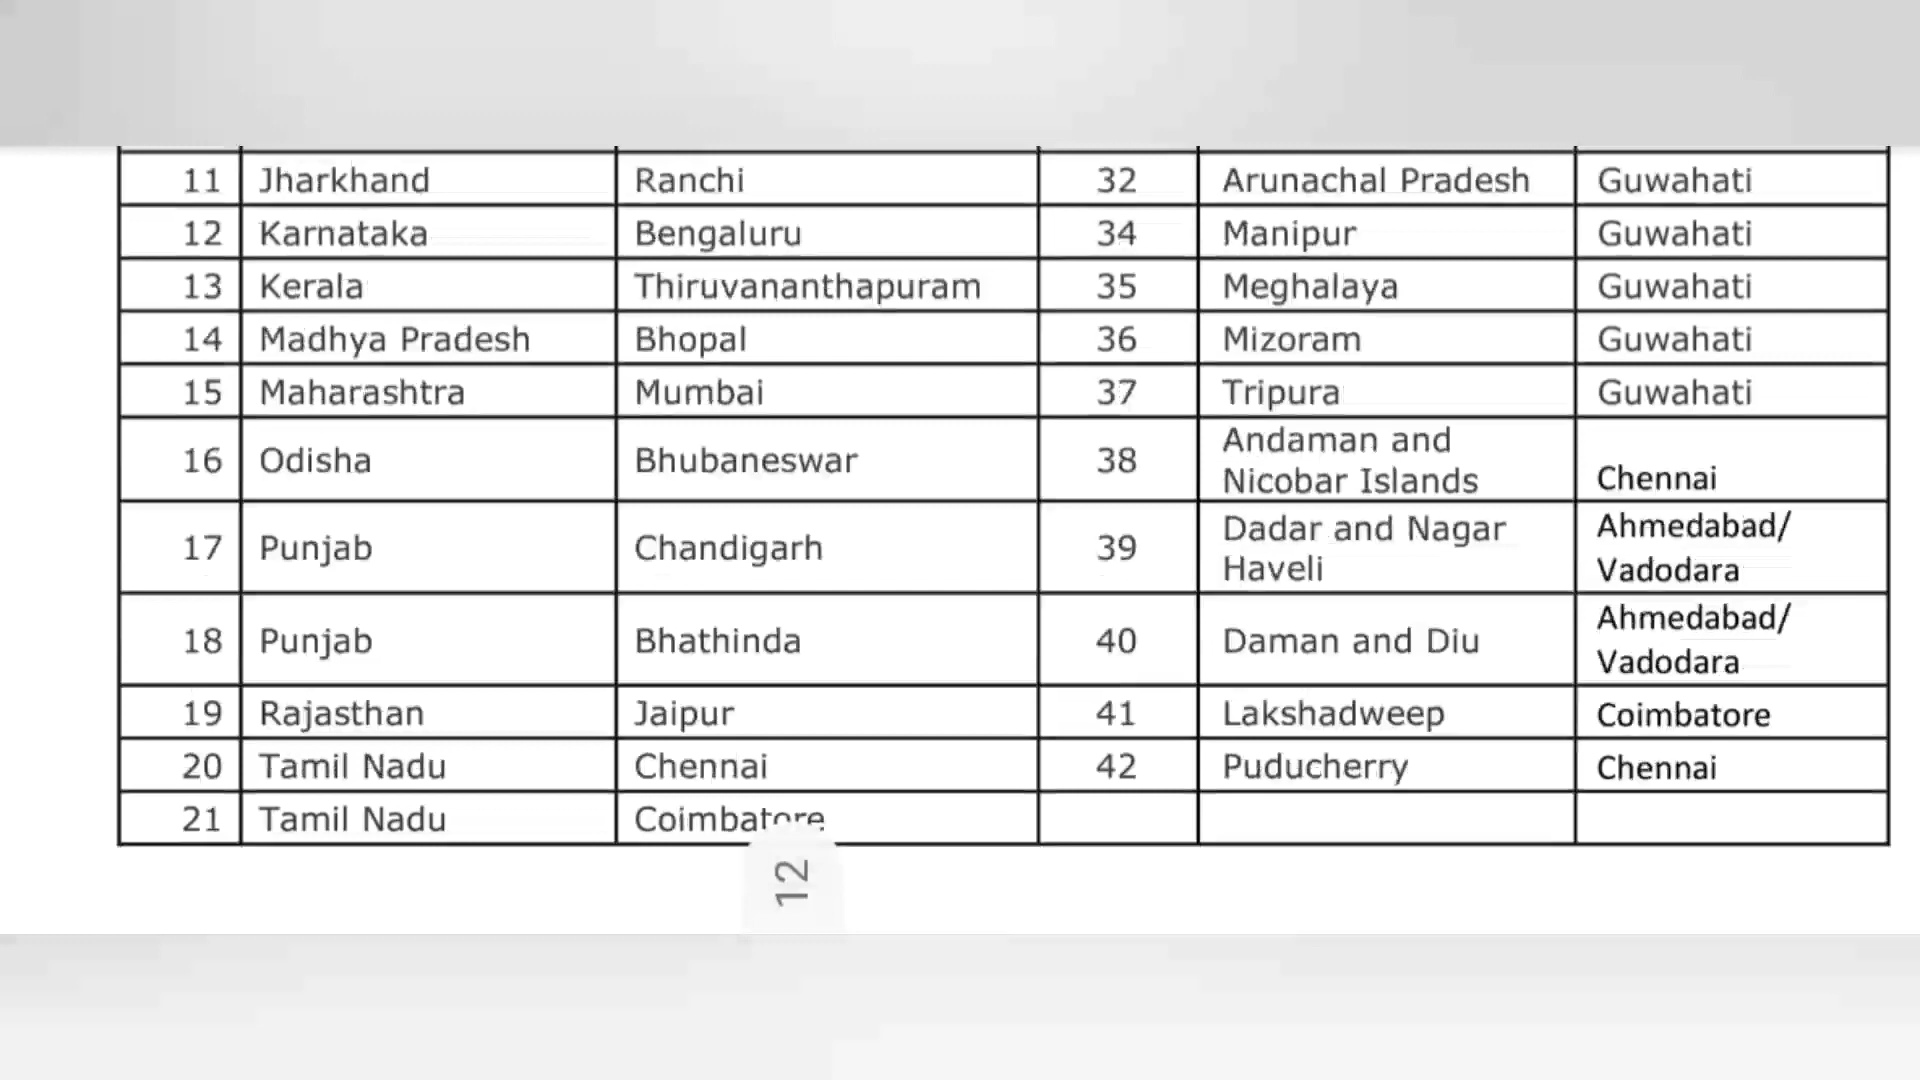 11 Jharkhand Ranchi 32 Arunachal Pradesh Guwahati
12 Karnataka Bengaluru 34 Manipur Guwahati
13 Kerala Thiruvananthapuram 35 Meghalaya Guwahati
14 Madhya Pradesh Bhopal 36 Mizoram Guwahati
15 Maharashtra Mumbai 37 Tripura Guwahati
16 Odisha Bhubaneswar 38 Andaman and
Nicobar Islands Chennai
17 Punjab Chandigarh 39 Dadar and Nagar
Haveli Ahmedabad/
Vadodara
18 Punjab Bhathinda 40 Daman and Diu Ahmedabad/
Vadodara
19 Rajasthan Jaipur 41 Lakshadweep Coimbatore
20 Tamil Nadu Chennai 42 Puducherry Chennai
21 Tamil Nadu Coimbatore
12